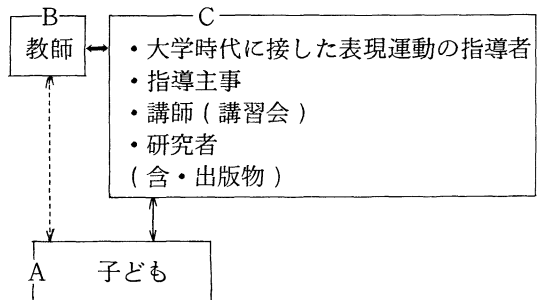 B
教師
C
・大学時代に接した表現運動の指導者
・指導主事
・講師(講習会)
・研究者
(含・出版物)
A
子ども